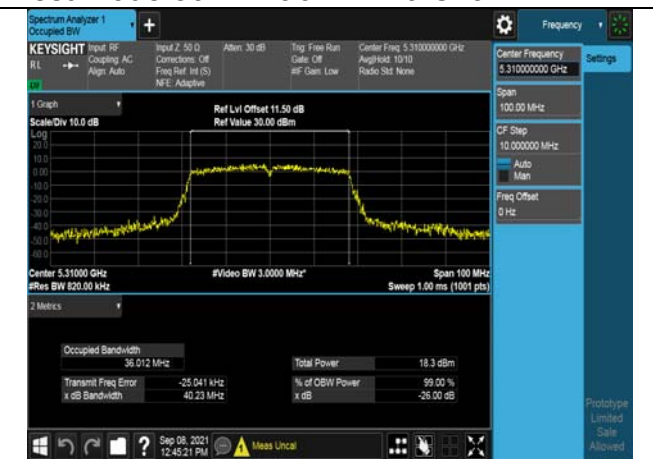 Spectrum Analyzer 1
Occupied BW
Frequency
KEYSIGHT
RL
Input: RF
Coupling: AC
Align: Auto
Input Z: 50 Ω
Corrections: Off
Freq Ref: Int (S)
NFE: Adaptive
Atten: 30 dB
Trig: Free Run
Gate: Off
#IF Gain: Low
Center Freq: 5.310000000 GHz
Avg|Hold: 10/10
Radio Std: None
Center Frequency
5.310000000 GHz
Settings
Span
100.00 MHz
CF Step
10.000000 MHz
Auto
Man
Freq Offset
0 Hz
1 Graph
Scale/Div 10.0 dB
Ref Lvl Offset 11.50 dB
Ref Value 30.00 dBm
Log
20.0
10.0
0.00
-10.0
-20.0
-30.0
-40.0
-50.0
-60.0
Center 5.31000 GHz
#Res BW 820.00 kHz
#Video BW 3.0000 MHz*
Span 100 MHz
Sweep 1.00 ms (1001 pts)
2 Metrics
Occupied Bandwidth
36.012 MHz
Total Power 18.3 dBm
Transmit Freq Error -25.041 kHz
% of OBW Power 99.00 %
x dB Bandwidth 40.23 MHz
x dB -26.00 dB
Prototype
Limited
Sale
Allowed
?
Sep 08, 2021
12:45:21 PM
Meas Uncal